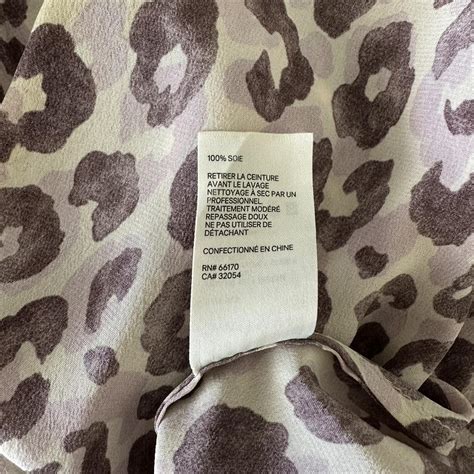 100% SOIE
RETIRER LA CEINTURE
AVANT LE LAVAGE
NETTOYAGE À SEC PAR UN
PROFESSIONNEL.
TRAITEMENT MODÉRÉ
REPASSAGE DOUX
NE PAS UTILISER DE
DÉTACHANT
CONFECTIONNÉ EN CHINE
RN# 66170
CA# 32054